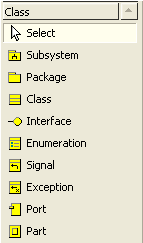 Class
Select
Subsystem
Package
Class
Interface
Enumeration
Signal
Exception
Port
Part